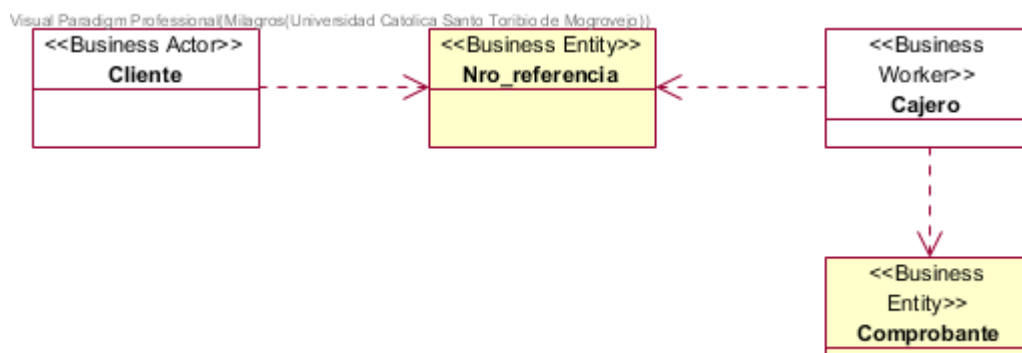 Visual Paradigm Professional(Milagros(Universidad Catolica Santo Toribio de Mogrovejo))
<<Business Actor>>
Cliente
<<Business Entity>>
Nro_referencia
<<Business
Worker>>
Cajero
<<Business
Entity>>
Comprobante